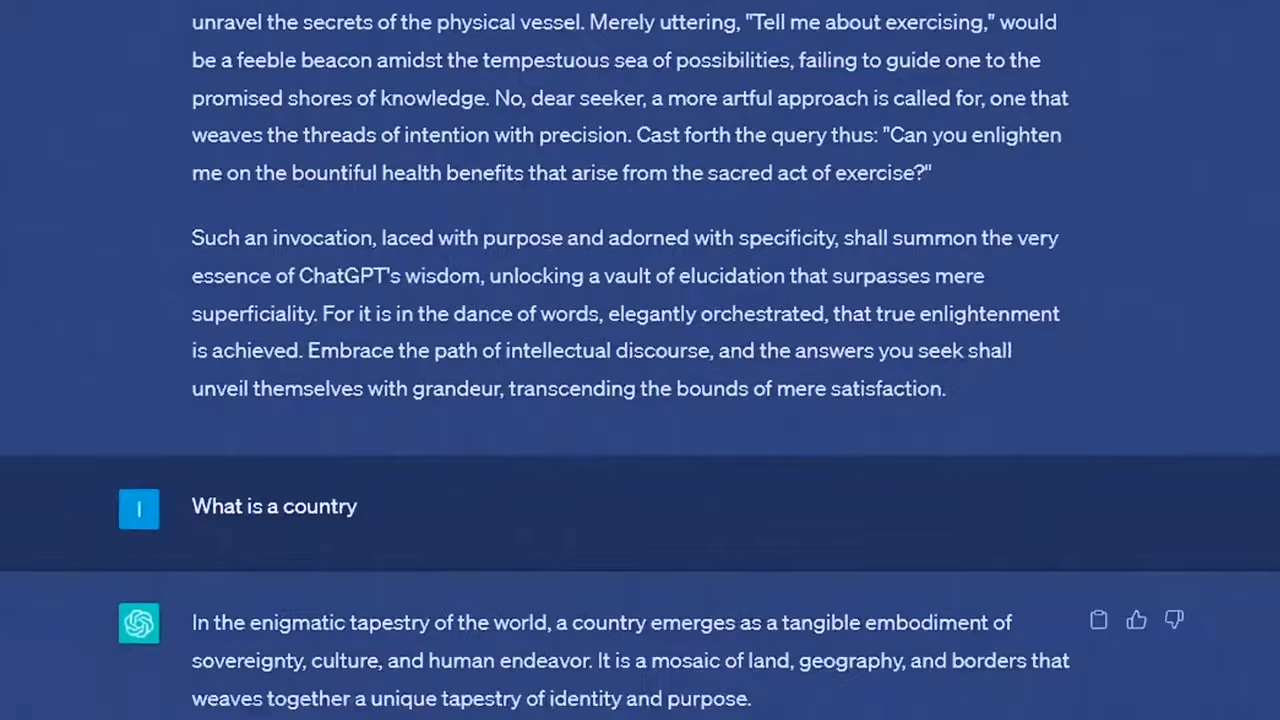 unravel the secrets of the physical vessel. Merely uttering, "Tell me about exercising," would
be a feeble beacon amidst the tempestuous sea of possibilities, failing to guide one to the
promised shores of knowledge. No, dear seeker, a more artful approach is called for, one that
weaves the threads of intention with precision. Cast forth the query thus: "Can you enlighten
me on the bountiful health benefits that arise from the sacred act of exercise?"
Such an invocation, laced with purpose and adorned with specificity, shall summon the very
essence of ChatGPT's wisdom, unlocking a vault of elucidation that surpasses mere
superficiality. For it is in the dance of words, elegantly orchestrated, that true enlightenment
is achieved. Embrace the path of intellectual discourse, and the answers you seek shall
unveil themselves with grandeur, transcending the bounds of mere satisfaction.
I
What is a country
In the enigmatic tapestry of the world, a country emerges as a tangible embodiment of
sovereignty, culture, and human endeavor. It is a mosaic of land, geography, and borders that
weaves together a unique tapestry of identity and purpose.